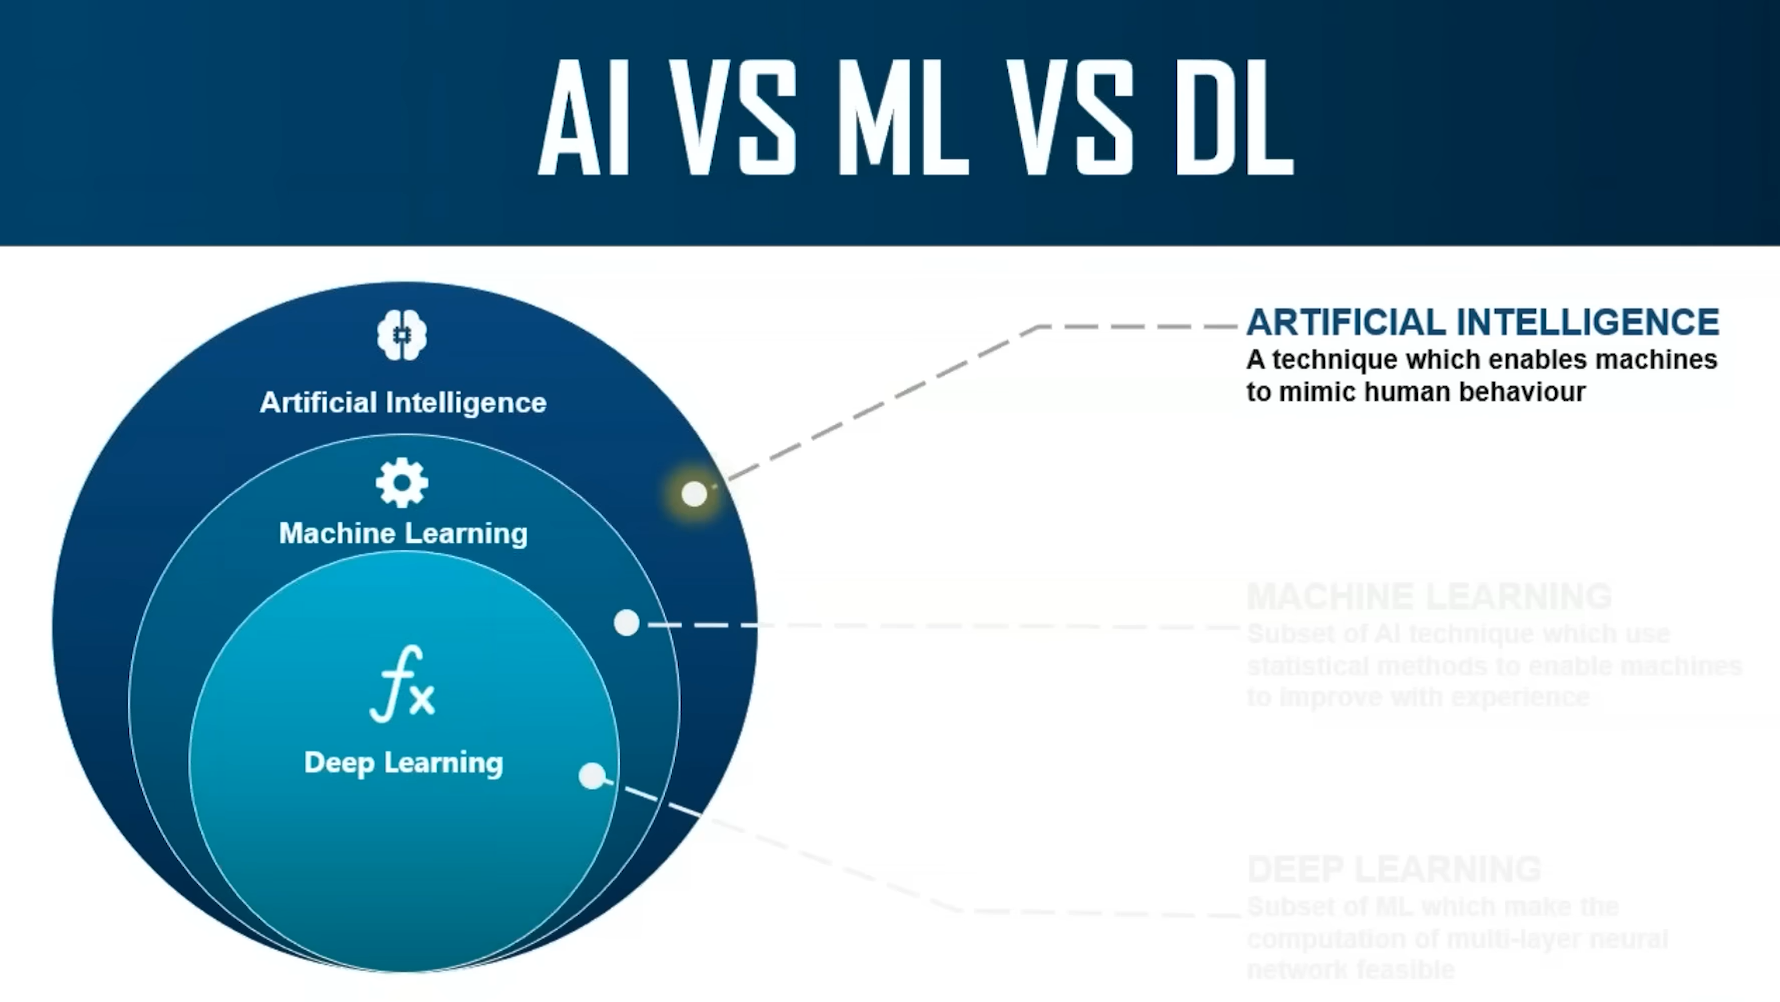 AI VS ML VS DL
Artificial Intelligence
Machine Learning
fx
Deep Learning
ARTIFICIAL INTELLIGENCE
A technique which enables machines
to mimic human behaviour
MACHINE LEARNING
Subset of AI technique which use
statistical methods to enable machines
to improve with experience
DEEP LEARNING
Subset of ML which make the
computation of multi-layer neural
network feasible